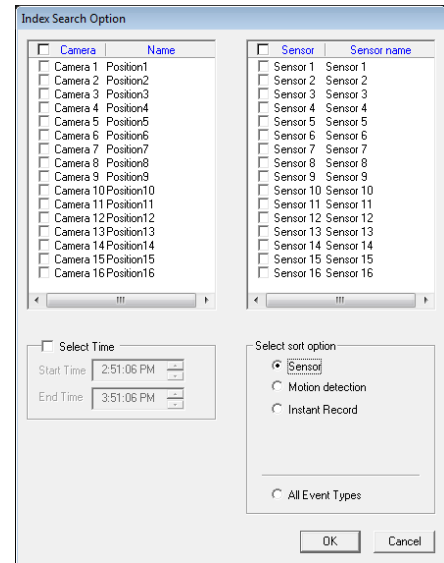 Index Search Option
Camera Name
Camera 1 Position1
Camera 2 Position2
Camera 3 Position3
Camera 4 Position4
Camera 5 Position5
Camera 6 Position6
Camera 7 Position7
Camera 8 Position8
Camera 9 Position9
Camera 10 Position10
Camera 11 Position11
Camera 12 Position12
Camera 13 Position13
Camera 14 Position14
Camera 15 Position15
Camera 16 Position16
Sensor Sensor name
Sensor 1 Sensor 1
Sensor 2 Sensor 2
Sensor 3 Sensor 3
Sensor 4 Sensor 4
Sensor 5 Sensor 5
Sensor 6 Sensor 6
Sensor 7 Sensor 7
Sensor 8 Sensor 8
Sensor 9 Sensor 9
Sensor 10 Sensor 10
Sensor 11 Sensor 11
Sensor 12 Sensor 12
Sensor 13 Sensor 13
Sensor 14 Sensor 14
Sensor 15 Sensor 15
Sensor 16 Sensor 16
Select Time
Start Time 2:51:06 PM
End Time 3:51:06 PM
Select sort option
Sensor
Motion detection
Instant Record
All Event Types
OK Cancel